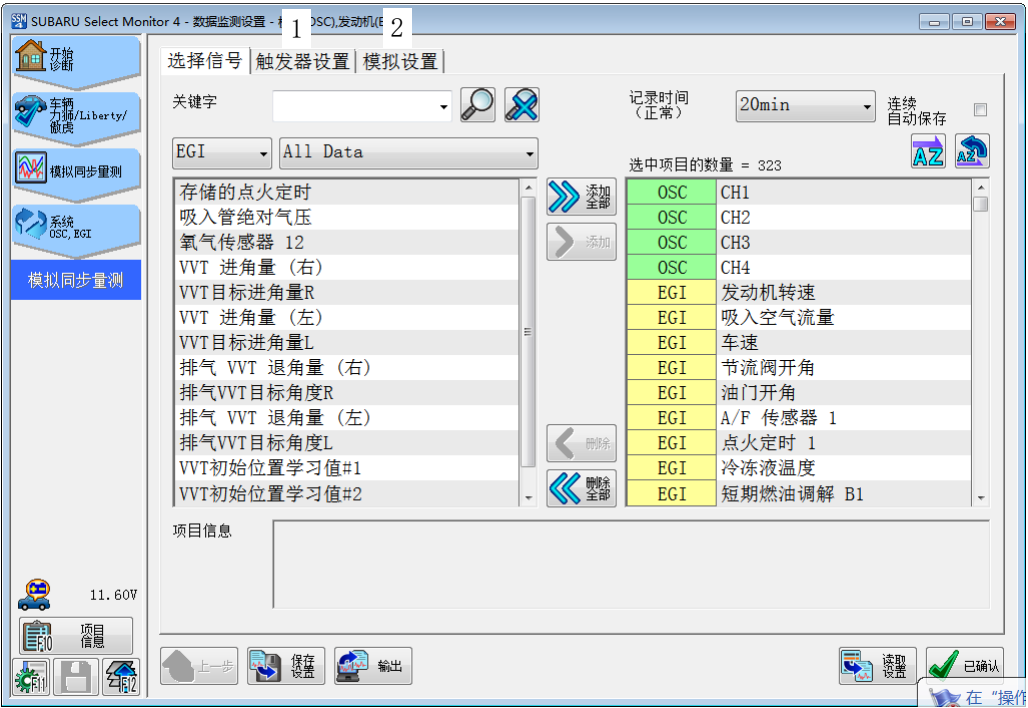 SUBARU Select Monitor 4 - 数据监测设置 -
OSC),发动机(E
1
2
开始
诊断
车辆
力狮/Liberty/
傲虎
模拟同步量测
系统
OSC, EGI
模拟同步量测
11.60V
F10
项目
信息
F11
F12
选择信号
触发器设置
模拟设置
关键字
记录时间
(正常)
20min
连续
自动保存
EGI
All Data
选中项目的数量 = 323
AZ
AZ
存储的点火定时
吸入管绝对气压
氧气传感器 12
VVT 进角量 (右)
VVT目标进角量R
VVT 进角量 (左)
VVT目标进角量L
排气 VVT 退角量 (右)
排气VVT目标角度R
排气 VVT 退角量 (左)
排气VVT目标角度L
VVT初始位置学习值#1
VVT初始位置学习值#2
添加
全部
添加
删除
删除
全部
OSC CH1
OSC CH2
OSC CH3
OSC CH4
EGI 发动机转速
EGI 吸入空气流量
EGI 车速
EGI 节流阀开角
EGI 油门开角
EGI A/F 传感器 1
EGI 点火定时 1
EGI 冷冻液温度
EGI 短期燃油调解 B1
项目信息
上一步
保存
设置
输出
读取
设置
已确认
在 “操作